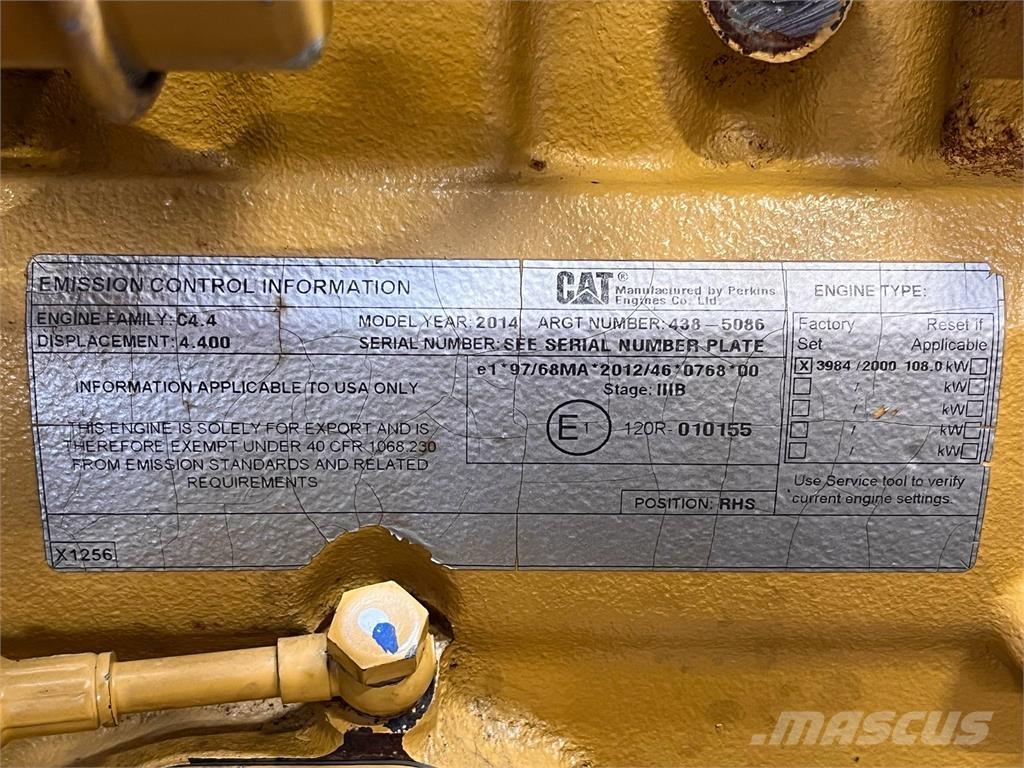 EMISSION CONTROL INFORMATION
CAT® Manufactured by Perkins Engines Co. Ltd.
ENGINE FAMILY: C4.4 MODEL YEAR: 2014 ARGT NUMBER: 438-5086
DISPLACEMENT: 4.400 SERIAL NUMBER: SEE SERIAL NUMBER PLATE
INFORMATION APPLICABLE TO USA ONLY
THIS ENGINE IS SOLELY FOR EXPORT AND IS
THEREFORE EXEMPT UNDER 40 CFR 1068.230
FROM EMISSION STANDARDS AND RELATED
REQUIREMENTS
e1*97/68MA*2012/46*0768*00
Stage: IIIB
E1 120R- 010155
POSITION: RHS
X1256
ENGINE TYPE:
Factory Reset if
Set Applicable
X 3984 / 2000 108.0 kW
/ kW
/ kW
/ kW
Use Service tool to verify
current engine settings.
MASCUS